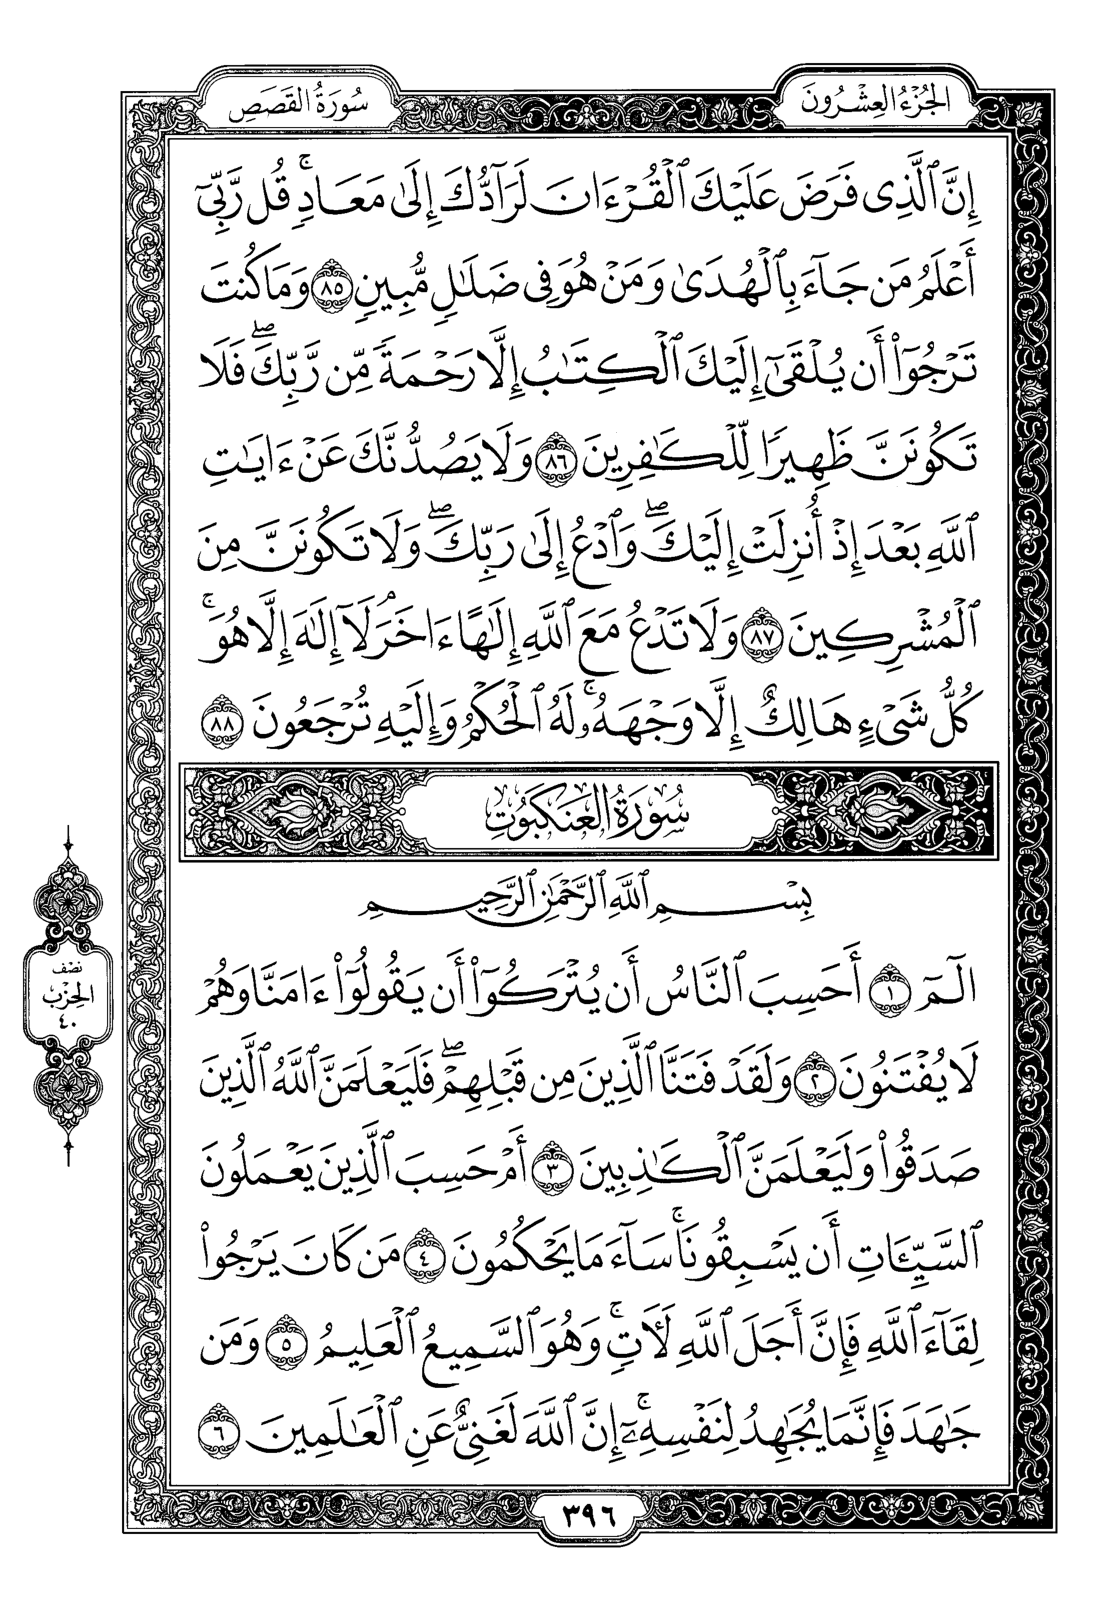 الجُزْءُ العِشْرُونَ
سُورَةُ القَصَصِ
إِنَّ ٱلَّذِى فَرَضَ عَلَيْكَ ٱلْقُرْءَانَ لَرَآدُّكَ إِلَىٰ مَعَادٍۚ قُل رَّبِّىٓ
أَعْلَمُ مَن جَآءَ بِٱلْهُدَىٰ وَمَنْ هُوَ فِى ضَلَٰلٍ مُّبِينٍ ٨٥ وَمَا كُنتَ
تَرْجُوٓا۟ أَن يُلْقَىٰٓ إِلَيْكَ ٱلْكِتَٰبُ إِلَّا رَحْمَةً مِّن رَّبِّكَۖ فَلَا
تَكُونَنَّ ظَهِيرًا لِّلْكَٰفِرِينَ ٨٦ وَلَا يَصُدُّنَّكَ عَنْ ءَايَٰتِ
ٱللَّهِ بَعْدَ إِذْ أُنزِلَتْ إِلَيْكَۖ وَٱدْعُ إِلَىٰ رَبِّكَۖ وَلَا تَكُونَنَّ مِنَ
ٱلْمُشْرِكِينَ ٨٧ وَلَا تَدْعُ مَعَ ٱللَّهِ إِلَٰهًا ءَاخَرَۘ لَآ إِلَٰهَ إِلَّا هُوَۚ
كُلُّ شَىْءٍ هَالِكٌ إِلَّا وَجْهَهُۥۚ لَهُ ٱلْحُكْمُ وَإِلَيْهِ تُرْجَعُونَ ٨٨
سُورَةُ العَنكَبُوتِ
بِسْمِ ٱللَّهِ ٱلرَّحْمَٰنِ ٱلرَّحِيمِ
الٓمٓ ١ أَحَسِبَ ٱلنَّاسُ أَن يُتْرَكُوٓا۟ أَن يَقُولُوٓا۟ ءَامَنَّا وَهُمْ
لَا يُفْتَنُونَ ٢ وَلَقَدْ فَتَنَّا ٱلَّذِينَ مِن قَبْلِهِمْۖ فَلَيَعْلَمَنَّ ٱللَّهُ ٱلَّذِينَ
صَدَقُوا۟ وَلَيَعْلَمَنَّ ٱلْكَٰذِبِينَ ٣ أَمْ حَسِبَ ٱلَّذِينَ يَعْمَلُونَ
ٱلسَّيِّـَٔاتِ أَن يَسْبِقُونَاۚ سَآءَ مَا يَحْكُمُونَ ٤ مَن كَانَ يَرْجُوا۟
لِقَآءَ ٱللَّهِ فَإِنَّ أَجَلَ ٱللَّهِ لَـَٔاتٍۚ وَهُوَ ٱلسَّمِيعُ ٱلْعَلِيمُ ٥ وَمَن
جَٰهَدَ فَإِنَّمَا يُجَٰهِدُ لِنَفْسِهِۦٓۚ إِنَّ ٱللَّهَ لَغَنِىٌّ عَنِ ٱلْعَٰلَمِينَ ٦
نصف
الحزب
٤٠
٣٩٦